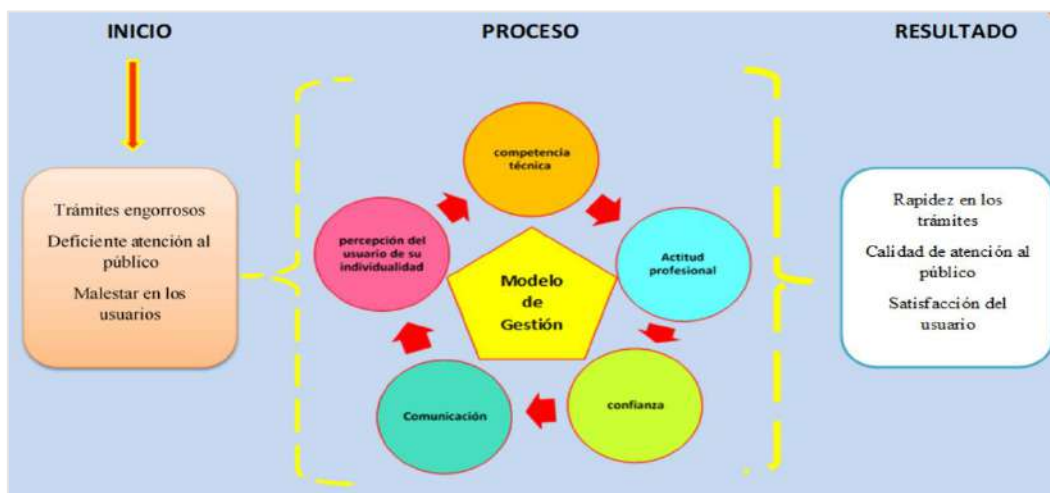 INICIO
PROCESO
RESULTADO
Trámites engorrosos
Deficiente atención al
público
Malestar en los
usuarios
competencia
técnica
percepción del
usuario de su
individualidad
Actitud
profesional
Modelo
de
Gestión
Comunicación
confianza
Rapidez en los
trámites
Calidad de atención al
público
Satisfacción del
usuario